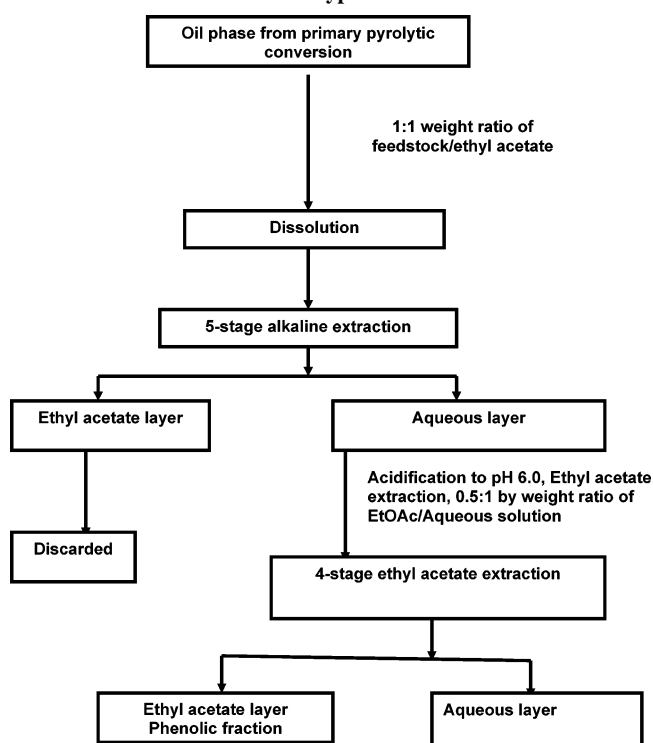 Oil phase from primary pyrolytic
conversion
1:1 weight ratio of
feedstock/ethyl acetate
Dissolution
5-stage alkaline extraction
Ethyl acetate layer
Aqueous layer
Acidification to pH 6.0, Ethyl acetate
extraction, 0.5:1 by weight ratio of
EtOAc/Aqueous solution
Discarded
4-stage ethyl acetate extraction
Ethyl acetate layer
Phenolic fraction
Aqueous layer